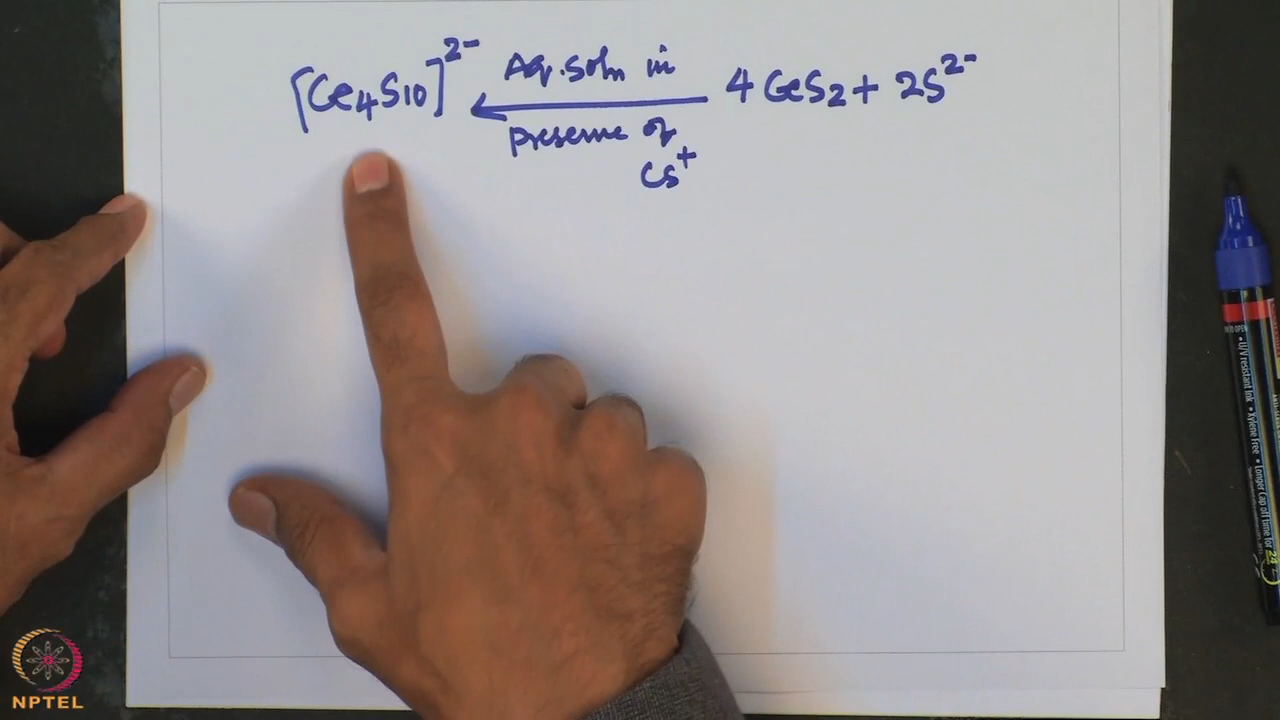 [Ge4S10]2- Aq. Soln in 4 GeS2 + 2S2-
presence of
Cs+
NPTEL